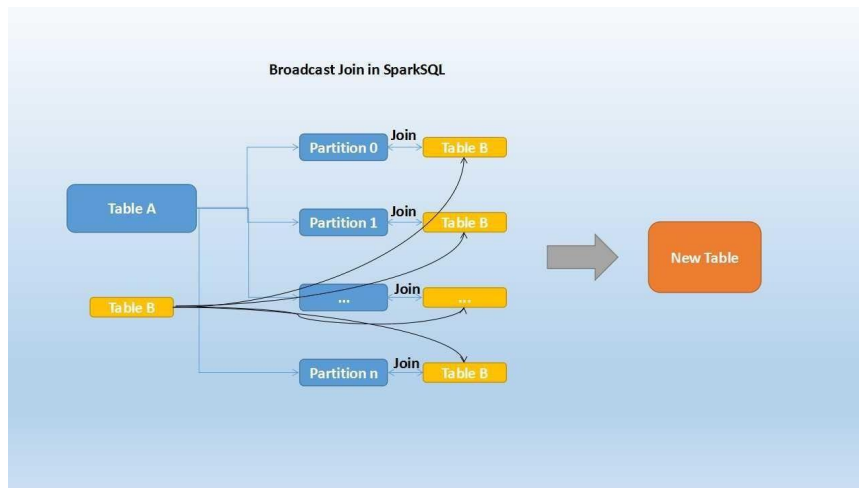 Broadcast Join in SparkSQL
Partition 0
Join
Table B
Table A
Partition 1
Join
Table B
New Table
Table B
...
Join
...
Partition n
Join
Table B